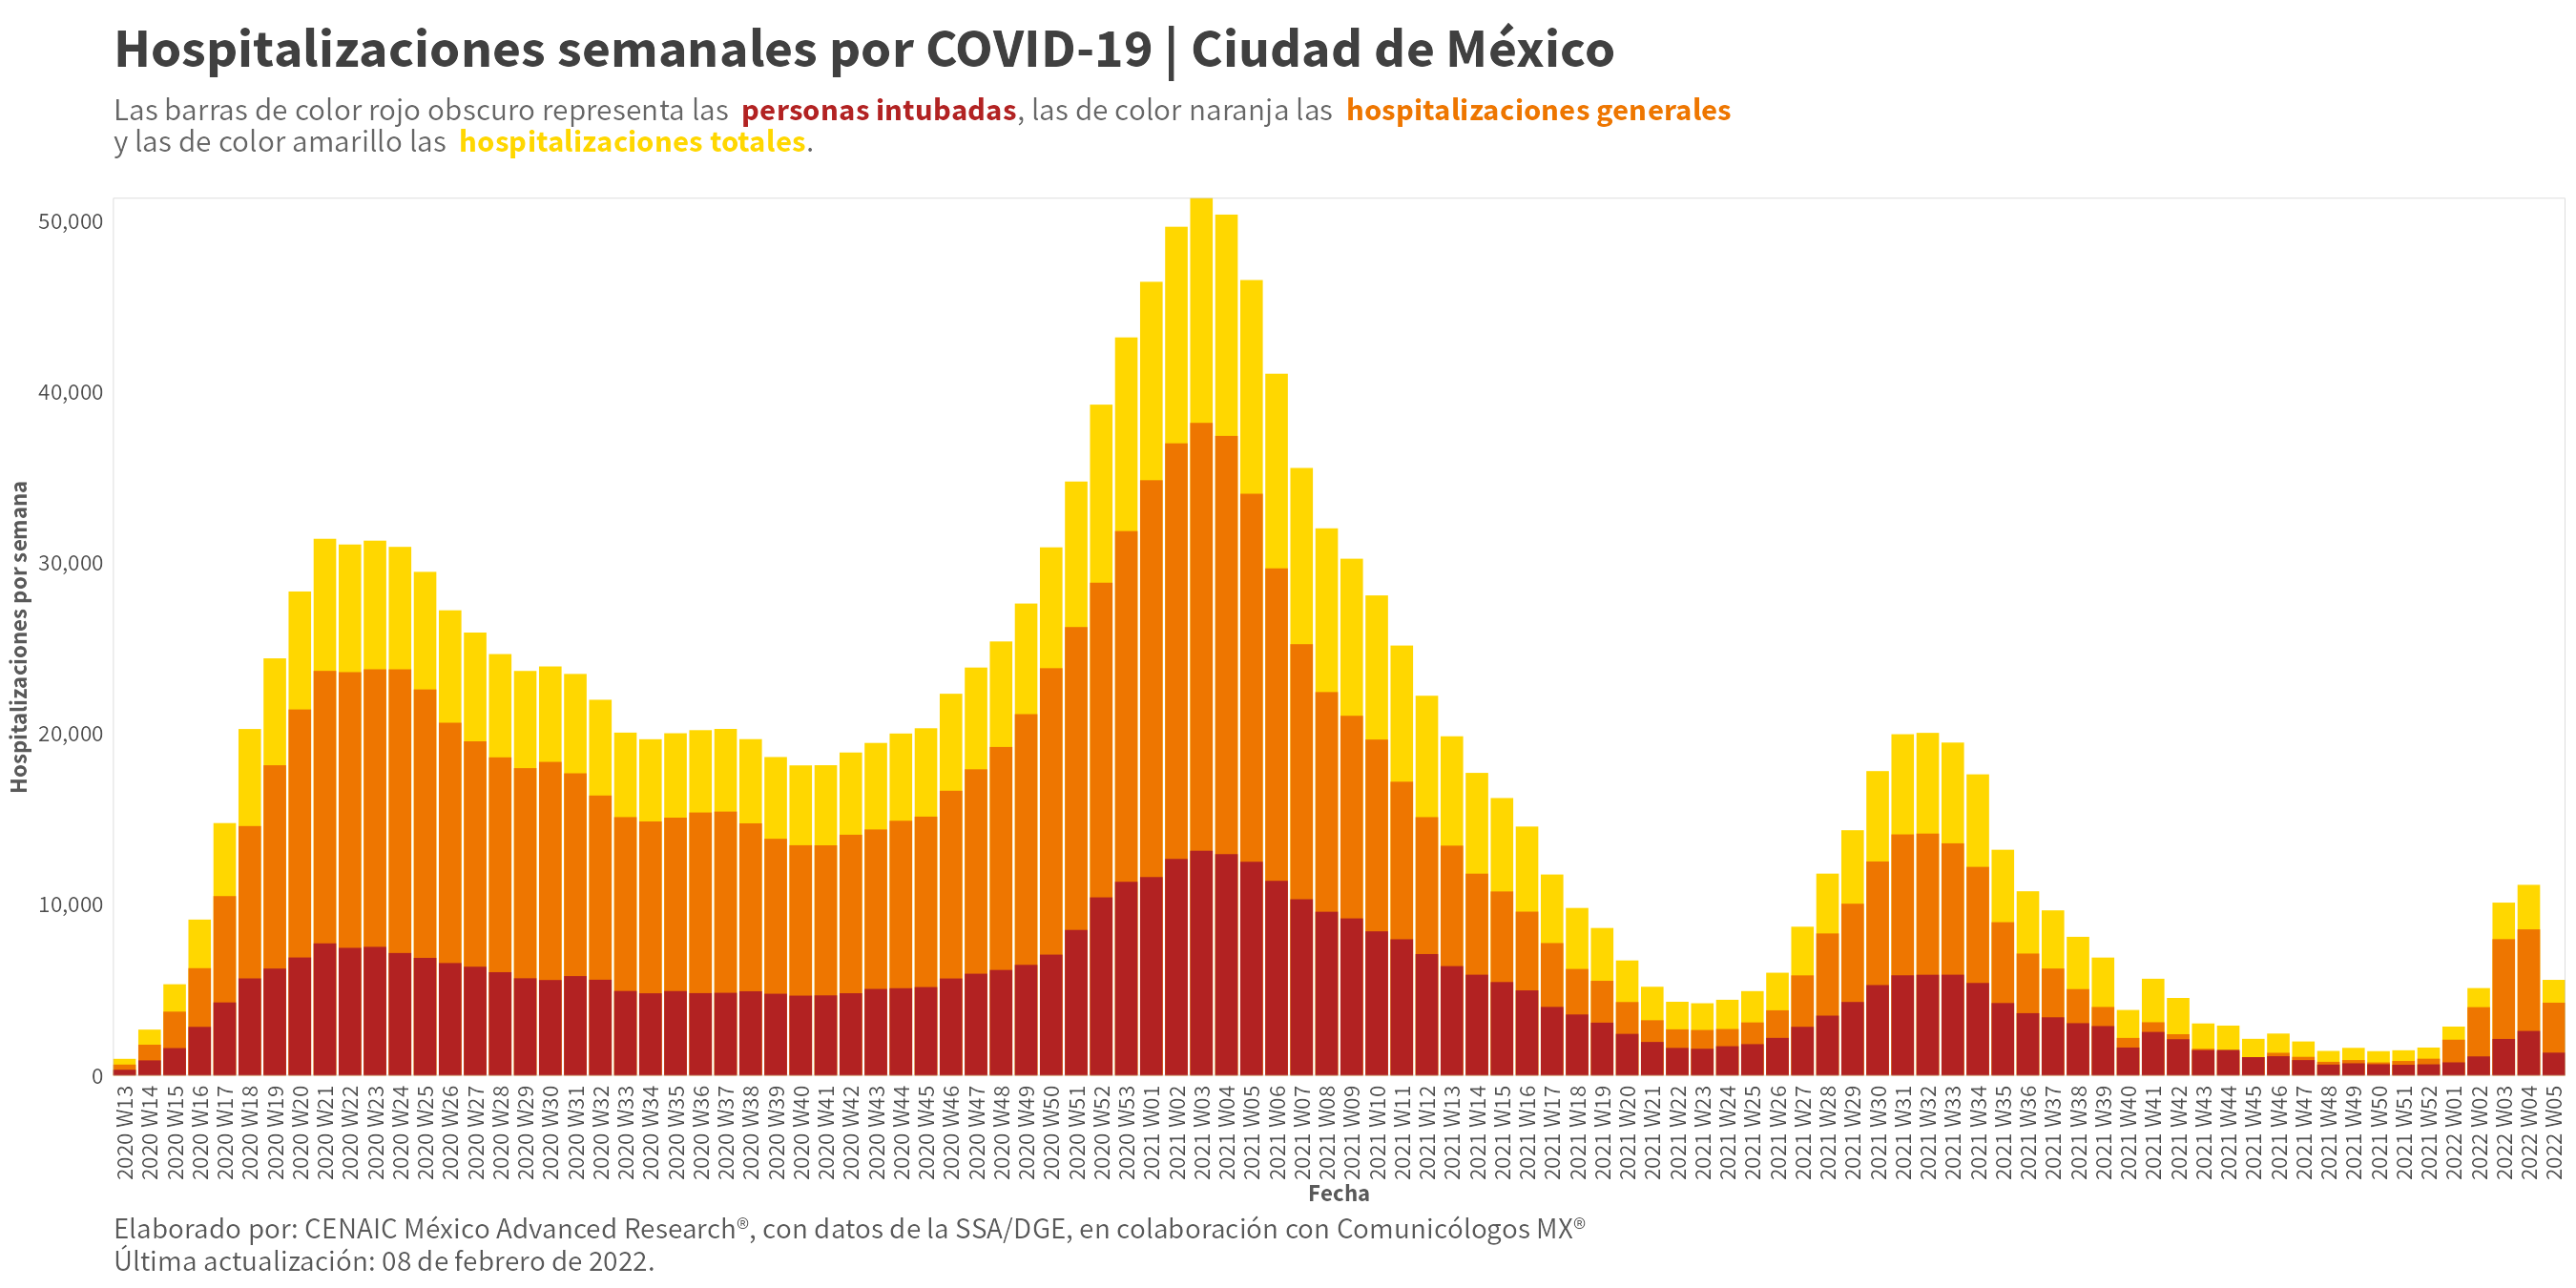 Hospitalizaciones semanales por COVID-19 | Ciudad de México
Las barras de color rojo obscuro representa las personas intubadas, las de color naranja las hospitalizaciones generales
y las de color amarillo las hospitalizaciones totales.
Hospitalizaciones por semana
50,000
40,000
30,000
20,000
10,000
0
2020 W13
2020 W14
2020 W15
2020 W16
2020 W17
2020 W18
2020 W19
2020 W20
2020 W21
2020 W22
2020 W23
2020 W24
2020 W25
2020 W26
2020 W27
2020 W28
2020 W29
2020 W30
2020 W31
2020 W32
2020 W33
2020 W34
2020 W35
2020 W36
2020 W37
2020 W38
2020 W39
2020 W40
2020 W41
2020 W42
2020 W43
2020 W44
2020 W45
2020 W46
2020 W47
2020 W48
2020 W49
2020 W50
2020 W51
2020 W52
2020 W53
2021 W01
2021 W02
2021 W03
2021 W04
2021 W05
2021 W06
2021 W07
2021 W08
2021 W09
2021 W10
2021 W11
2021 W12
2021 W13
2021 W14
2021 W15
2021 W16
2021 W17
2021 W18
2021 W19
2021 W20
2021 W21
2021 W22
2021 W23
2021 W24
2021 W25
2021 W26
2021 W27
2021 W28
2021 W29
2021 W30
2021 W31
2021 W32
2021 W33
2021 W34
2021 W35
2021 W36
2021 W37
2021 W38
2021 W39
2021 W40
2021 W41
2021 W42
2021 W43
2021 W44
2021 W45
2021 W46
2021 W47
2021 W48
2021 W49
2021 W50
2021 W51
2021 W52
2022 W01
2022 W02
2022 W03
2022 W04
2022 W05
Fecha
Elaborado por: CENAIC México Advanced Research®, con datos de la SSA/DGE, en colaboración con Comunicólogos MX®
Última actualización: 08 de febrero de 2022.